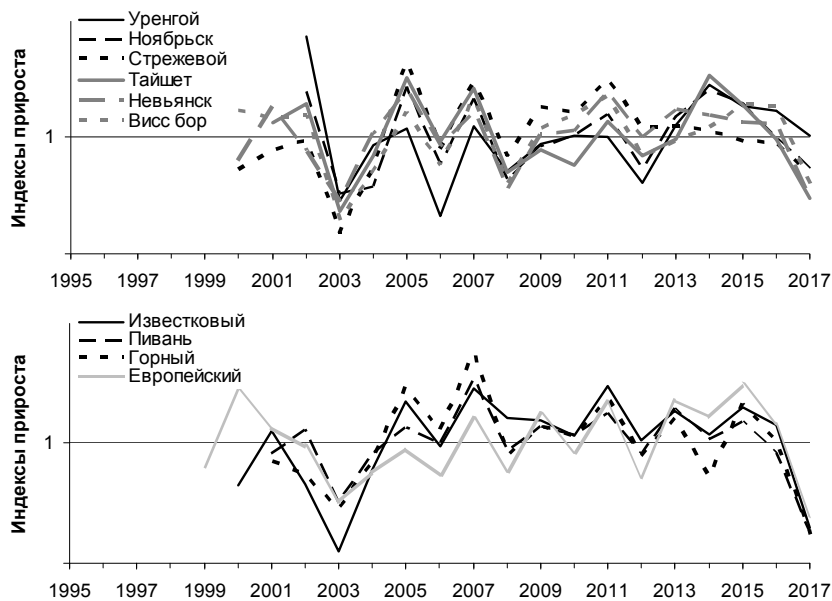 Индексы прироста
Уренгой
Ноябрьск
Стрежевой
Тайшет
Невьянск
Висс бор
1
1995 1997 1999 2001 2003 2005 2007 2009 2011 2013 2015 2017
Индексы прироста
Известковый
Пивань
Горный
Европейский
1
1995 1997 1999 2001 2003 2005 2007 2009 2011 2013 2015 2017